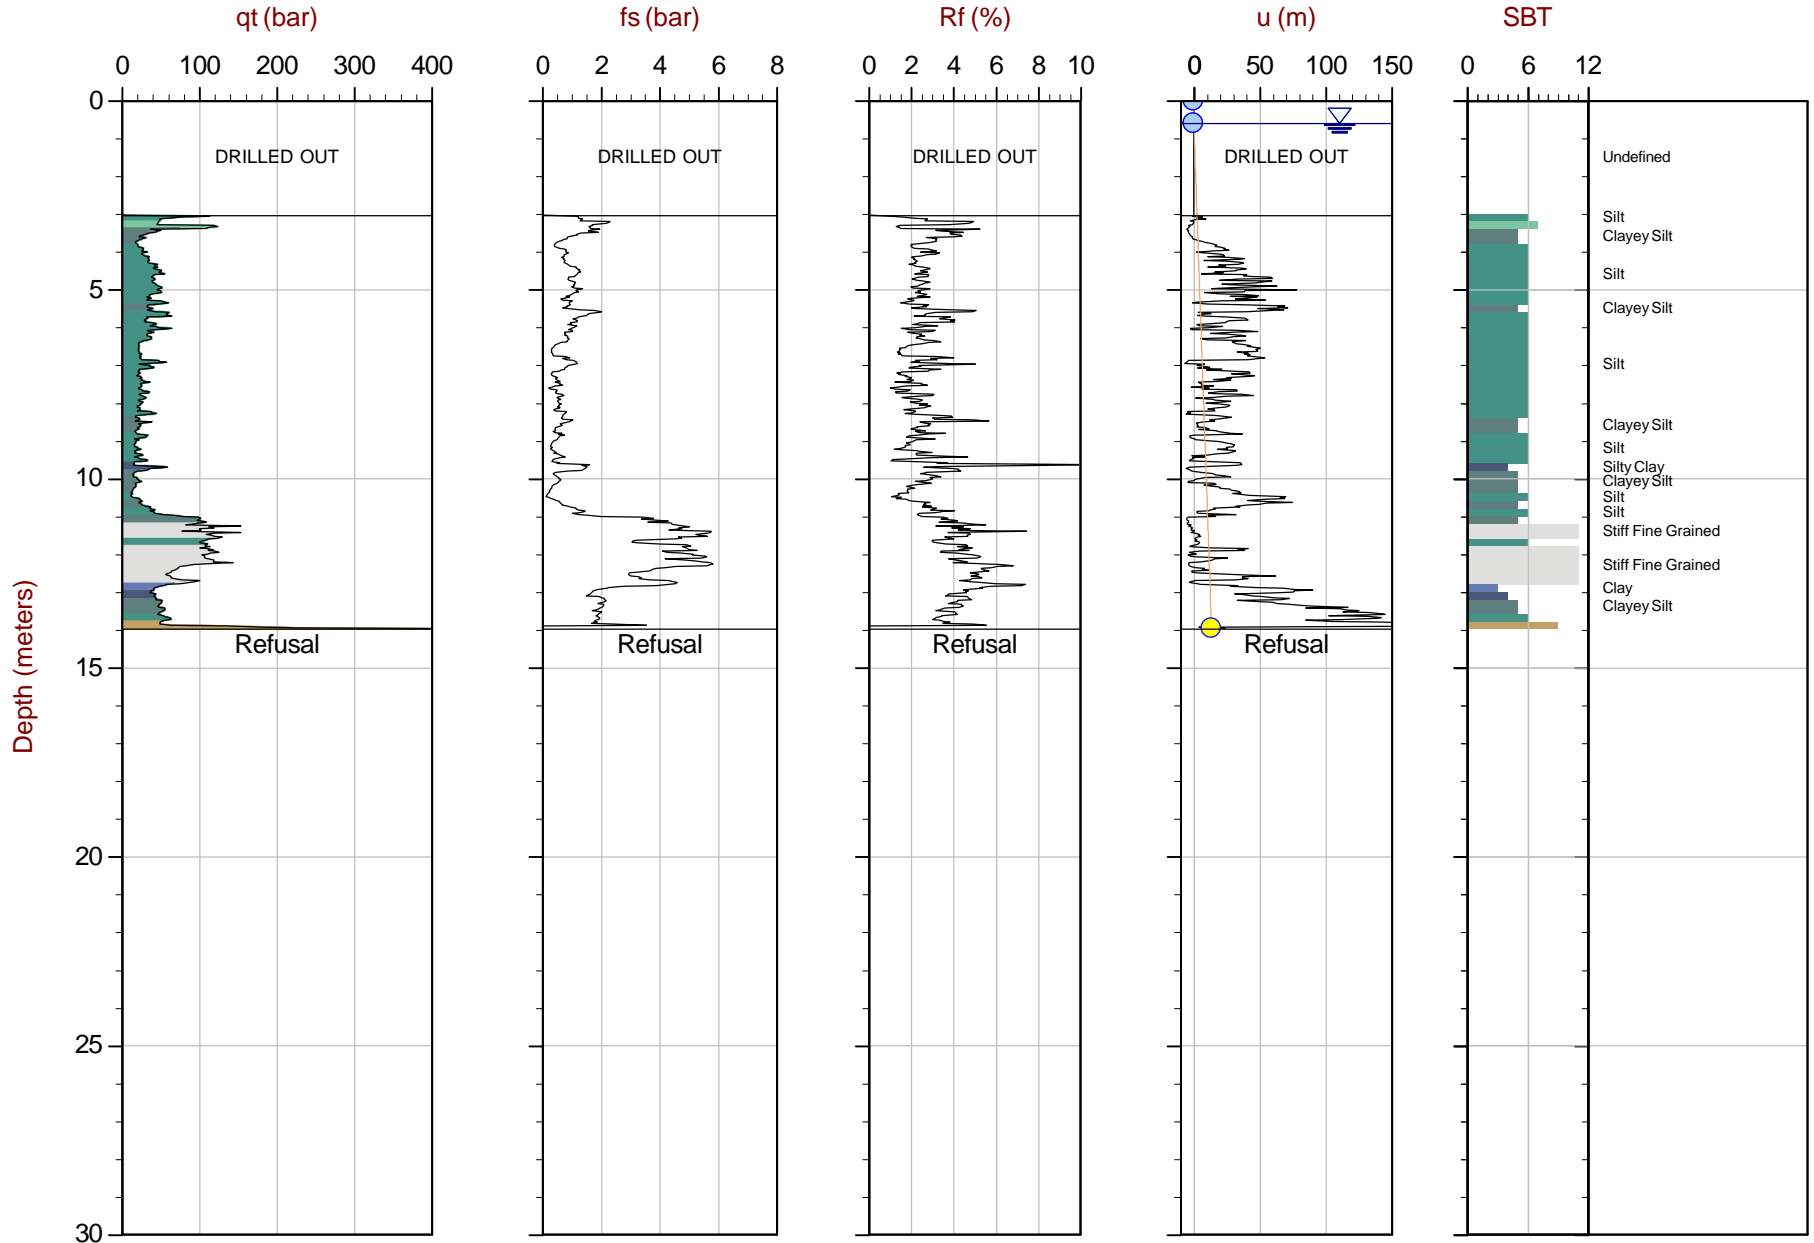 qt (bar) fs (bar) Rf (%) u (m) SBT
0 100 200 300 400 0 2 4 6 8 0 2 4 6 8 10 0 50 100 150 0 6 12
0
DRILLED OUT DRILLED OUT DRILLED OUT DRILLED OUT Undefined
Silt
Clayey Silt
Silt
5
Clayey Silt
Silt
Clayey Silt
Silt
Silty Clay
10
Clayey Silt
Silt
Silt
Stiff Fine Grained
Stiff Fine Grained
Clay
Clayey Silt
Refusal Refusal Refusal Refusal
15
Depth (meters)
20
25
30